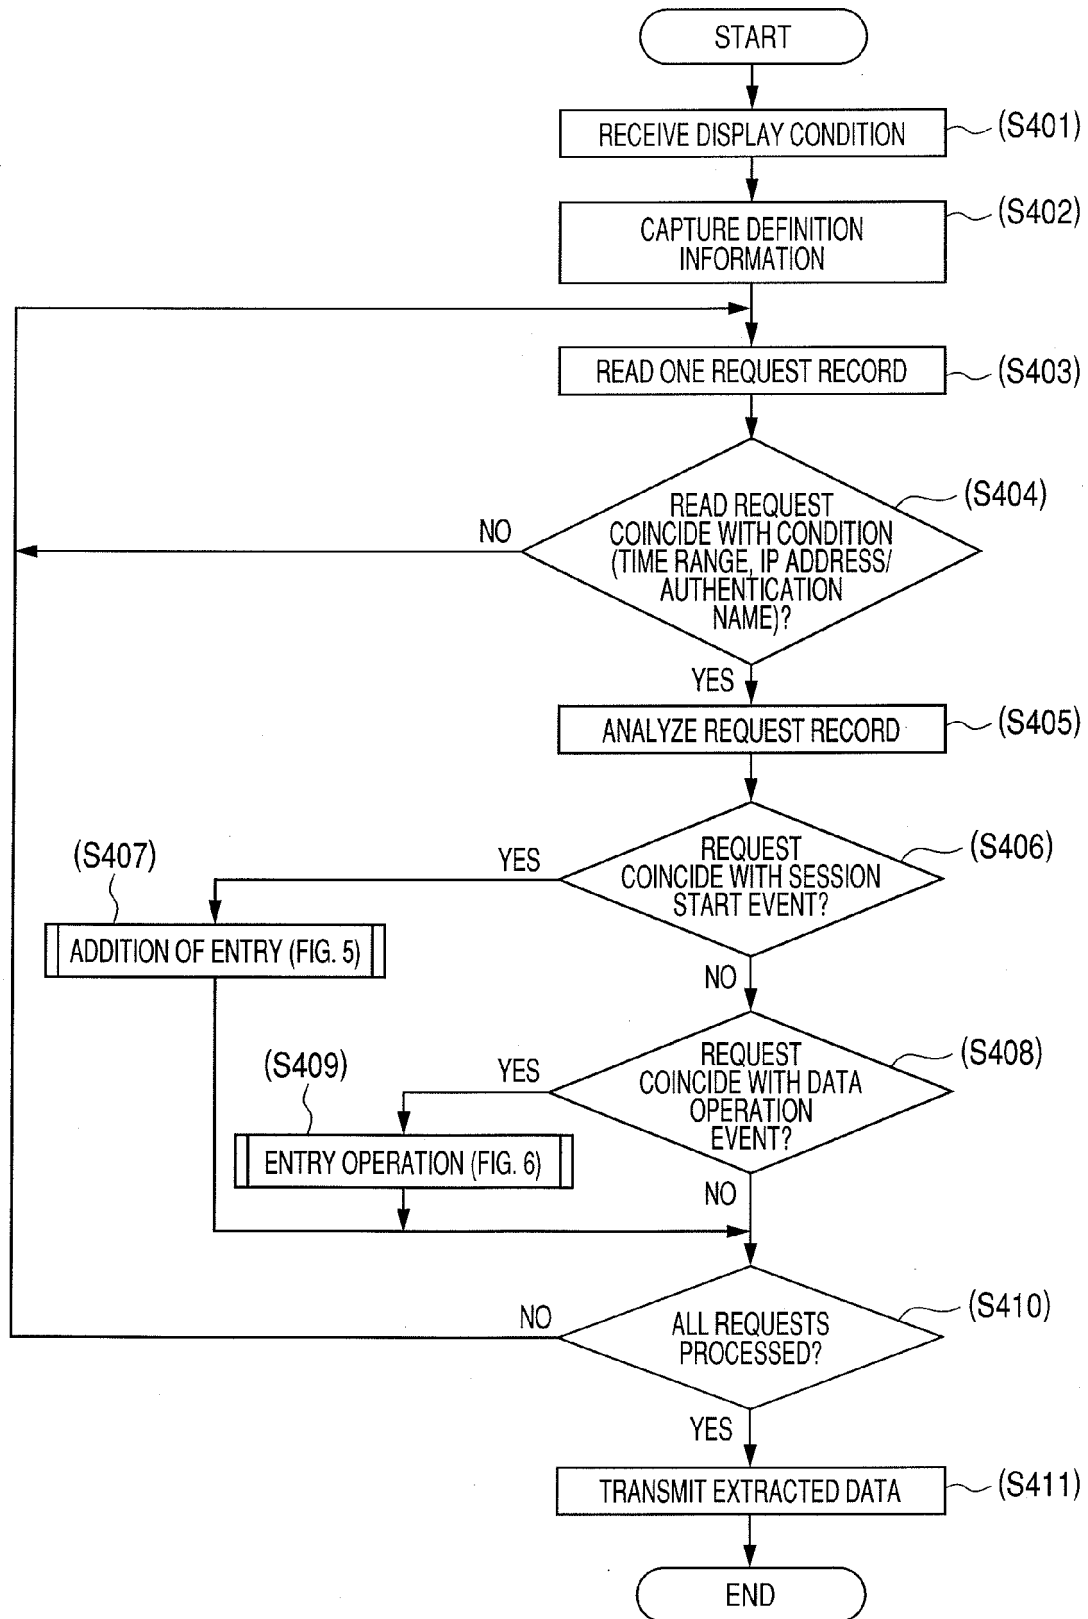 START
RECEIVE DISPLAY CONDITION
(S401)
CAPTURE DEFINITION
INFORMATION
(S402)
READ ONE REQUEST RECORD
(S403)
READ REQUEST
COINCIDE WITH CONDITION
(TIME RANGE, IP ADDRESS/
AUTHENTICATION
NAME)?
(S404)
NO
YES
ANALYZE REQUEST RECORD
(S405)
REQUEST
COINCIDE WITH SESSION
START EVENT?
(S406)
YES
(S407)
ADDITION OF ENTRY (FIG. 5)
NO
REQUEST
COINCIDE WITH DATA
OPERATION
EVENT?
(S408)
YES
(S409)
ENTRY OPERATION (FIG. 6)
NO
ALL REQUESTS
PROCESSED?
(S410)
NO
YES
TRANSMIT EXTRACTED DATA
(S411)
END